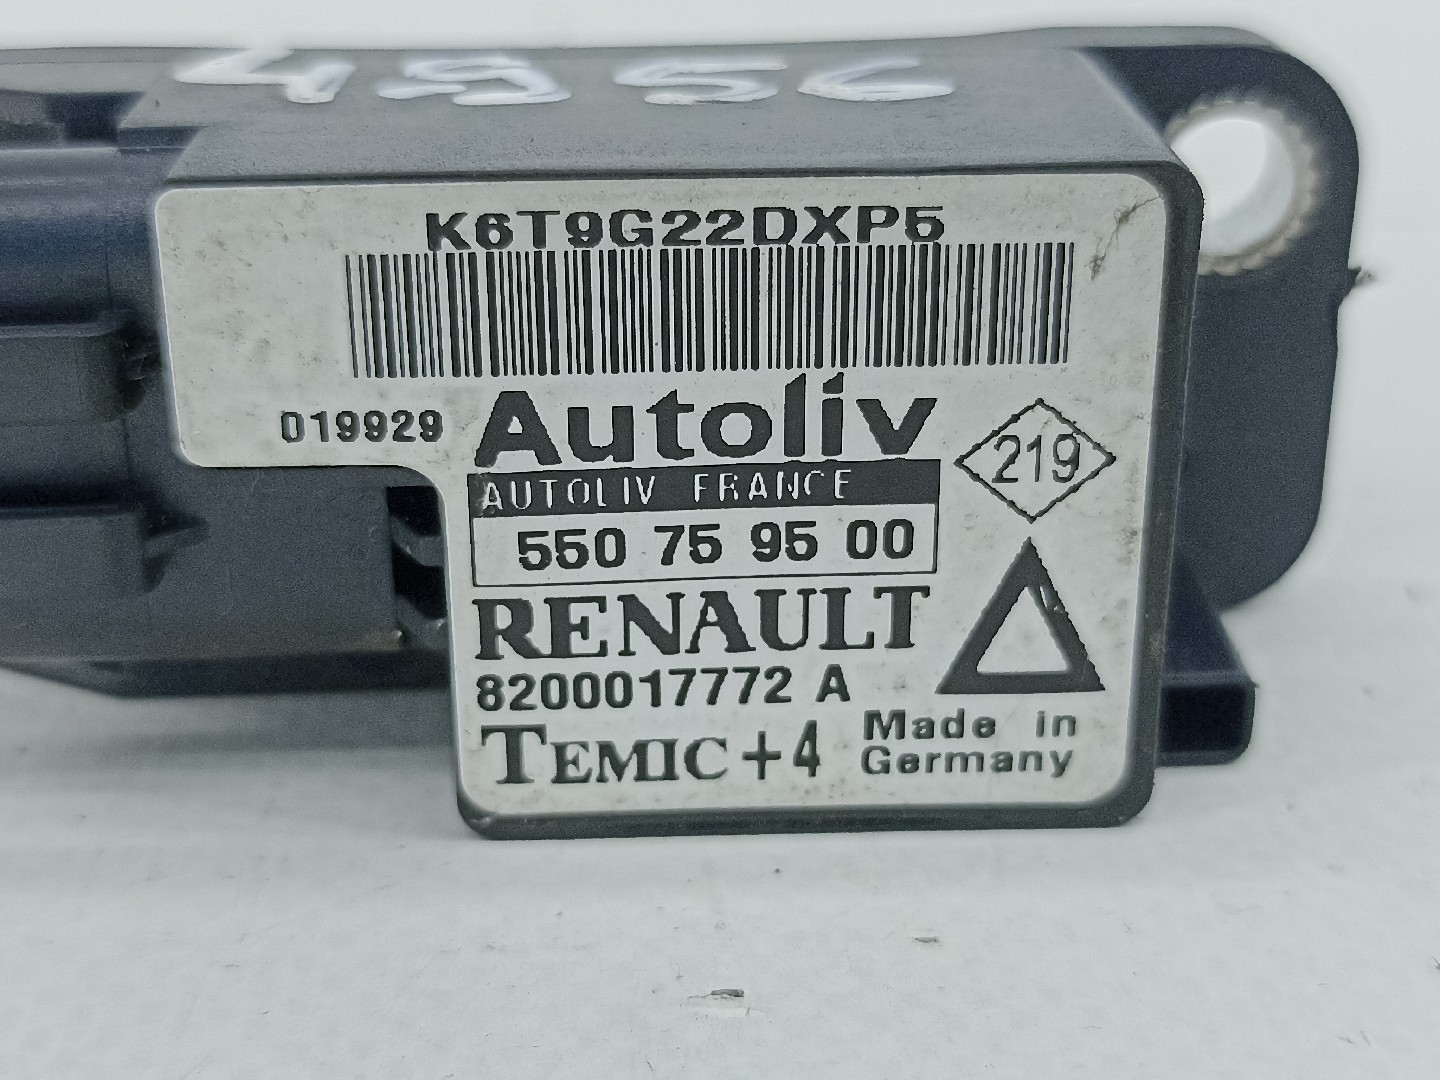 4956
K6T9G22DXP5
019929
Autoliv
AUTOLIV FRANCE
550 75 95 00
219
RENAULT
8200017772 A
TEMIC +4
Made in
Germany